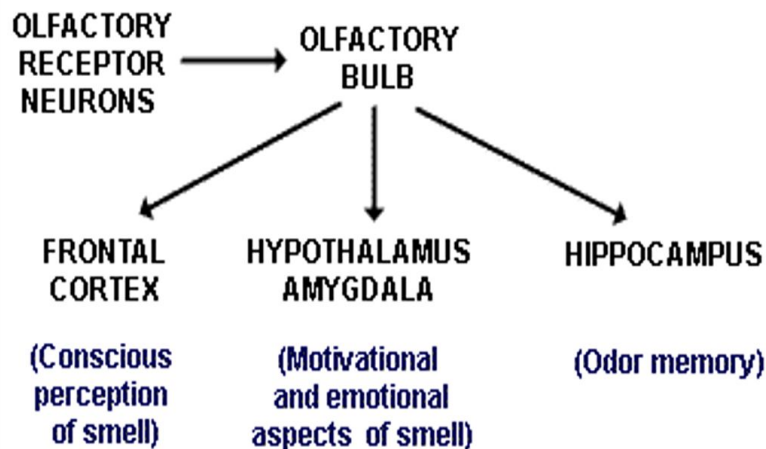 OLFACTORY
RECEPTOR
NEURONS
OLFACTORY
BULB
FRONTAL
CORTEX
(Conscious
perception
of smell)
HYPOTHALAMUS
AMYGDALA
(Motivational
and emotional
aspects of smell)
HIPPOCAMPUS
(Odor memory)